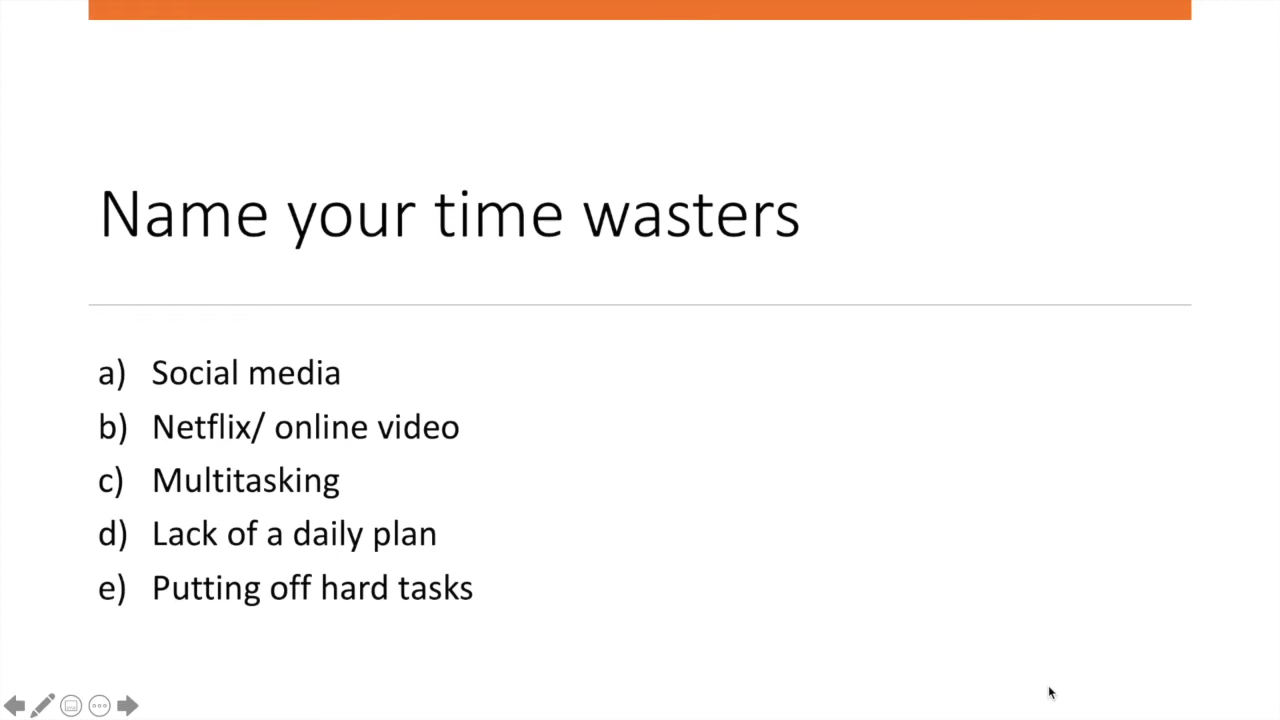 Name your time wasters
a) Social media
b) Netflix/ online video
c) Multitasking
d) Lack of a daily plan
e) Putting off hard tasks